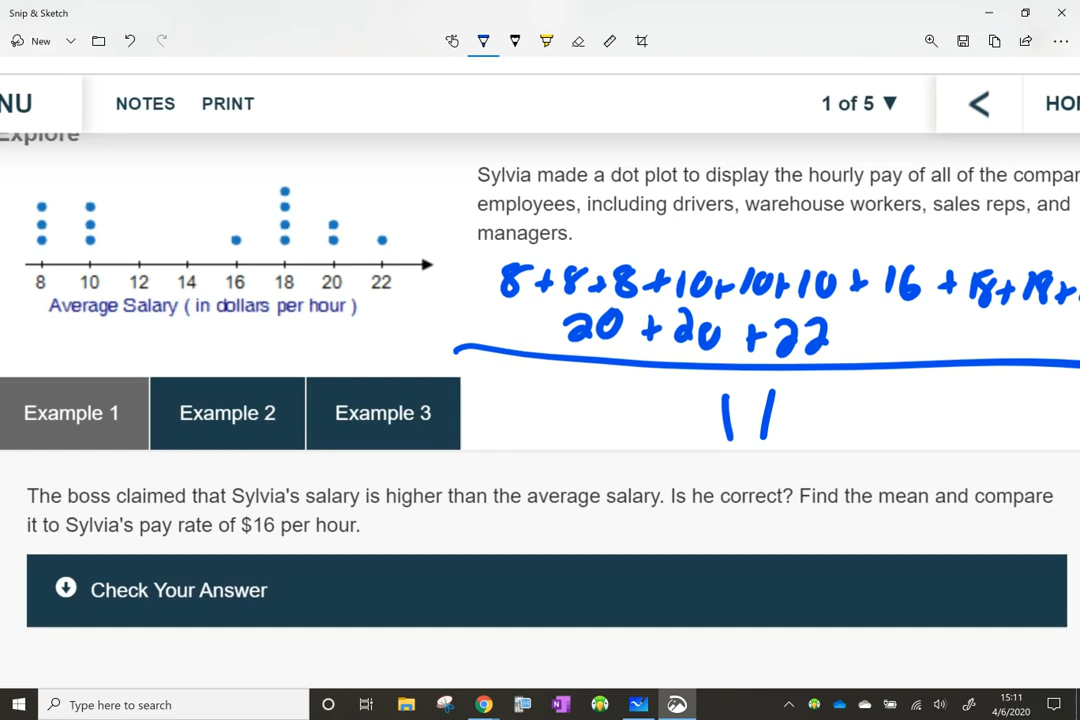 Snip & Sketch
New
NU NOTES PRINT 1 of 5 ▼ < HO
Explore
Sylvia made a dot plot to display the hourly pay of all of the compar
employees, including drivers, warehouse workers, sales reps, and
managers.
8 10 12 14 16 18 20 22
Average Salary ( in dollars per hour )
8+8+8+10+10+10+16+18+18+
20+20+22
11
Example 1 Example 2 Example 3
The boss claimed that Sylvia's salary is higher than the average salary. Is he correct? Find the mean and compare
it to Sylvia's pay rate of $16 per hour.
Check Your Answer
Type here to search
15:11
4/6/2020